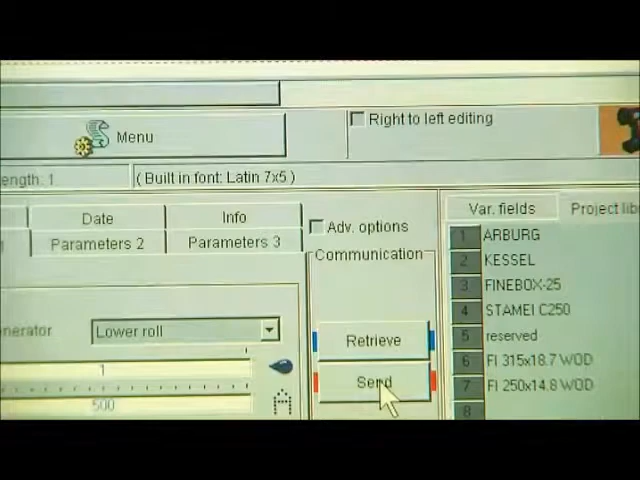 Menu
Right to left editing
ength: 1
( Built in font: Latin 7x5 )
Date
Info
Adv. options
Var. fields
Project libr
1
Parameters 2
Parameters 3
Communication
1 ARBURG
2 KESSEL
3 FINEBOX-25
4 STAMEI C250
5 reserved
6 FI 315x18.7 WOD
7 FI 250x14.8 WOD
8
enerator
Lower roll
Retrieve
1
Send
500